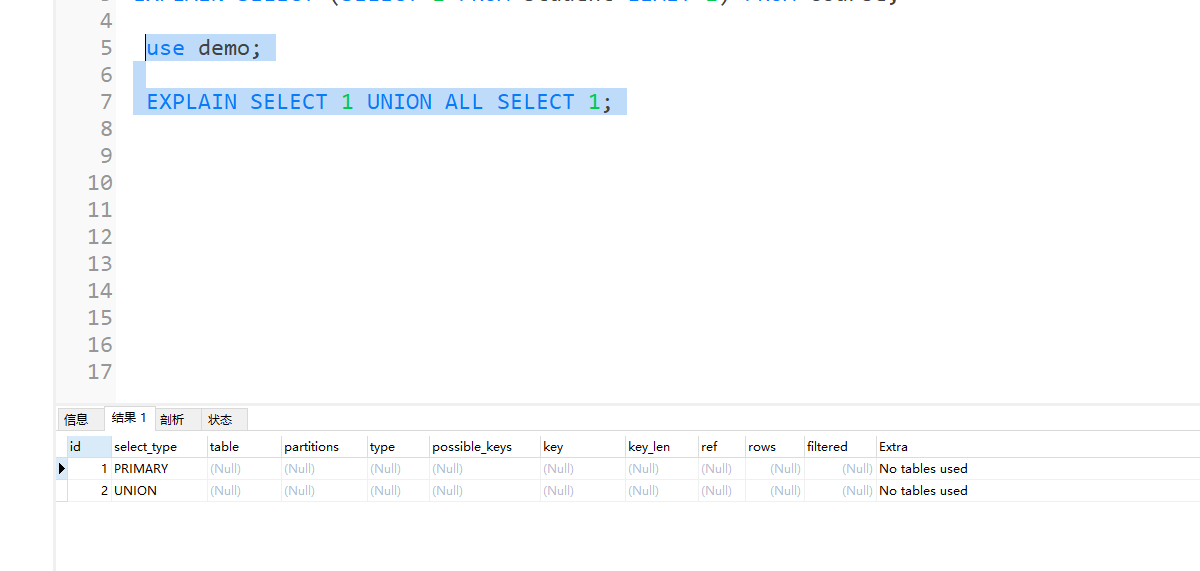 4
5 use demo;
6
7 EXPLAIN SELECT 1 UNION ALL SELECT 1;
8
9
10
11
12
13
14
15
16
17
信息 结果 1 剖析 状态
id select_type table partitions type possible_keys key key_len ref rows filtered Extra
1 PRIMARY (Null) (Null) (Null) (Null) (Null) (Null) (Null) (Null) (Null) No tables used
2 UNION (Null) (Null) (Null) (Null) (Null) (Null) (Null) (Null) (Null) No tables used